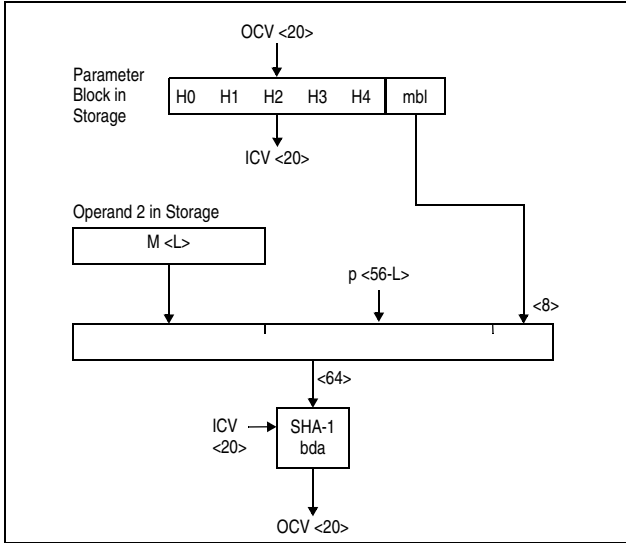 OCV <20>
Parameter
Block in
Storage
H0 H1 H2 H3 H4 mbl
ICV <20>
Operand 2 in Storage
M <L>
p <56-L>
<8>
<64>
ICV
<20>
SHA-1
bda
OCV <20>